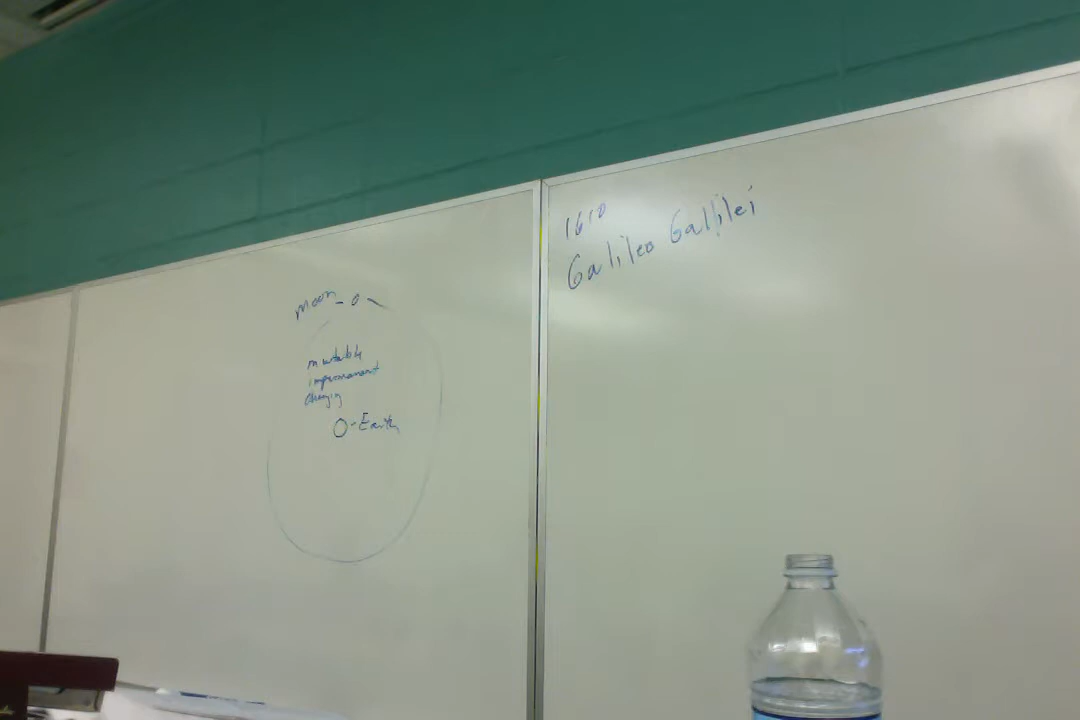 Moon
mutable
impermanent
changing
Earth
1610
Galileo Galilei